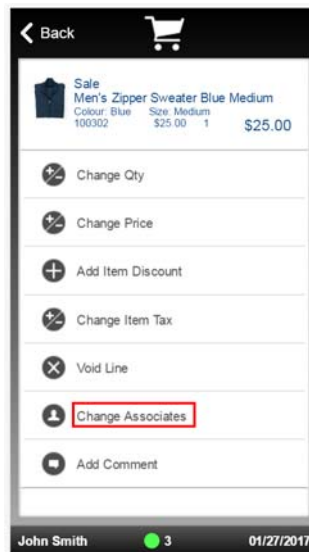 Back
Sale
Men's Zipper Sweater Blue Medium
Colour: Blue Size: Medium
100302 $25.00 1 $25.00
Change Qty
Change Price
Add Item Discount
Change Item Tax
Void Line
Change Associates
Add Comment
John Smith 3 01/27/2017